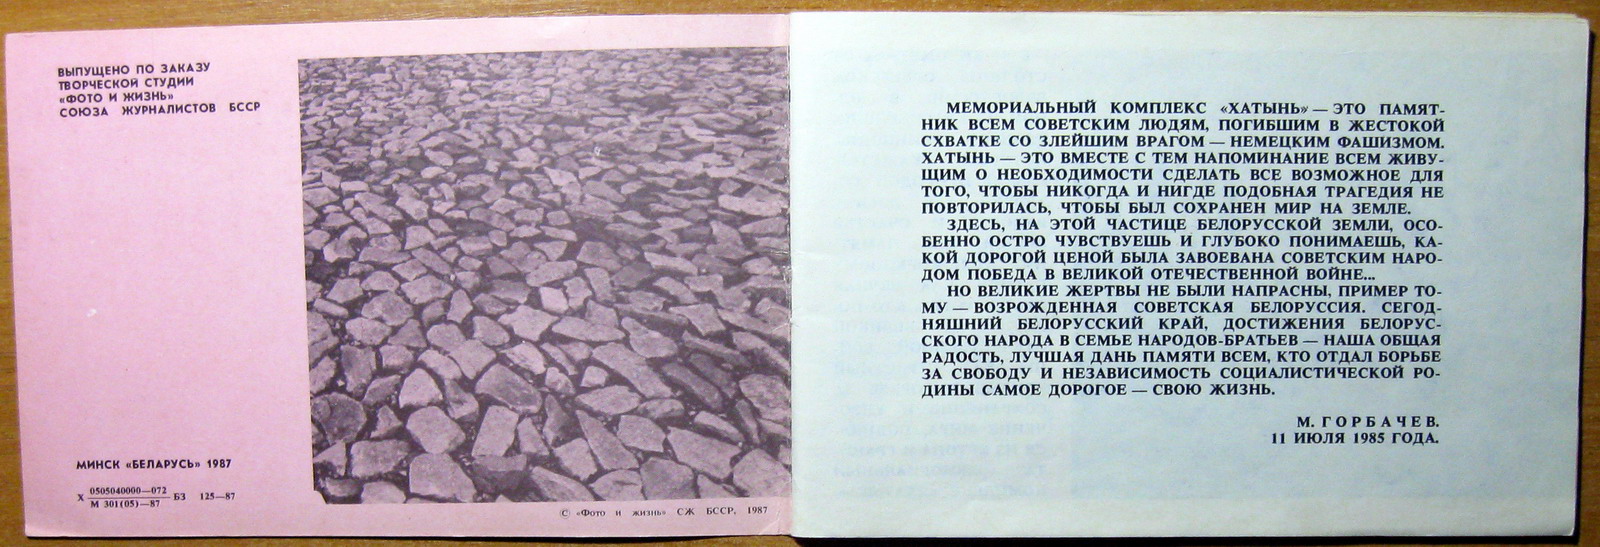 ВЫПУЩЕНО ПО ЗАКАЗУ
ТВОРЧЕСКОЙ СТУДИИ
«ФОТО И ЖИЗНЬ»
СОЮЗА ЖУРНАЛИСТОВ БССР
МИНСК «БЕЛАРУСЬ» 1987
Х 0505040000—072 БЗ 125—87
М 301(05)—87
© «Фото и жизнь» СЖ БССР, 1987
МЕМОРИАЛЬНЫЙ КОМПЛЕКС «ХАТЫНЬ» — ЭТО ПАМЯТ-
НИК ВСЕМ СОВЕТСКИМ ЛЮДЯМ, ПОГИБШИМ В ЖЕСТОКОЙ
СХВАТКЕ СО ЗЛЕЙШИМ ВРАГОМ — НЕМЕЦКИМ ФАШИЗМОМ.
ХАТЫНЬ — ЭТО ВМЕСТЕ С ТЕМ НАПОМИНАНИЕ ВСЕМ ЖИВУ-
ЩИМ О НЕОБХОДИМОСТИ СДЕЛАТЬ ВСЕ ВОЗМОЖНОЕ ДЛЯ
ТОГО, ЧТОБЫ НИКОГДА И НИГДЕ ПОДОБНАЯ ТРАГЕДИЯ НЕ
ПОВТОРИЛАСЬ, ЧТОБЫ БЫЛ СОХРАНЕН МИР НА ЗЕМЛЕ.
ЗДЕСЬ, НА ЭТОЙ ЧАСТИЦЕ БЕЛОРУССКОЙ ЗЕМЛИ, ОСО-
БЕННО ОСТРО ЧУВСТВУЕШЬ И ГЛУБОКО ПОНИМАЕШЬ, КА-
КОЙ ДОРОГОЙ ЦЕНОЙ БЫЛА ЗАВОЕВАНА СОВЕТСКИМ НАРО-
ДОМ ПОБЕДА В ВЕЛИКОЙ ОТЕЧЕСТВЕННОЙ ВОЙНЕ...
НО ВЕЛИКИЕ ЖЕРТВЫ НЕ БЫЛИ НАПРАСНЫ, ПРИМЕР ТО-
МУ — ВОЗРОЖДЕННАЯ СОВЕТСКАЯ БЕЛОРУССИЯ. СЕГОД-
НЯШНИЙ БЕЛОРУССКИЙ КРАЙ, ДОСТИЖЕНИЯ БЕЛОРУС-
СКОГО НАРОДА В СЕМЬЕ НАРОДОВ-БРАТЬЕВ — НАША ОБЩАЯ
РАДОСТЬ, ЛУЧШАЯ ДАНЬ ПАМЯТИ ВСЕМ, КТО ОТДАЛ БОРЬБЕ
ЗА СВОБОДУ И НЕЗАВИСИМОСТЬ СОЦИАЛИСТИЧЕСКОЙ РО-
ДИНЫ САМОЕ ДОРОГОЕ — СВОЮ ЖИЗНЬ.
М. ГОРБАЧЕВ.
11 ИЮЛЯ 1985 ГОДА.